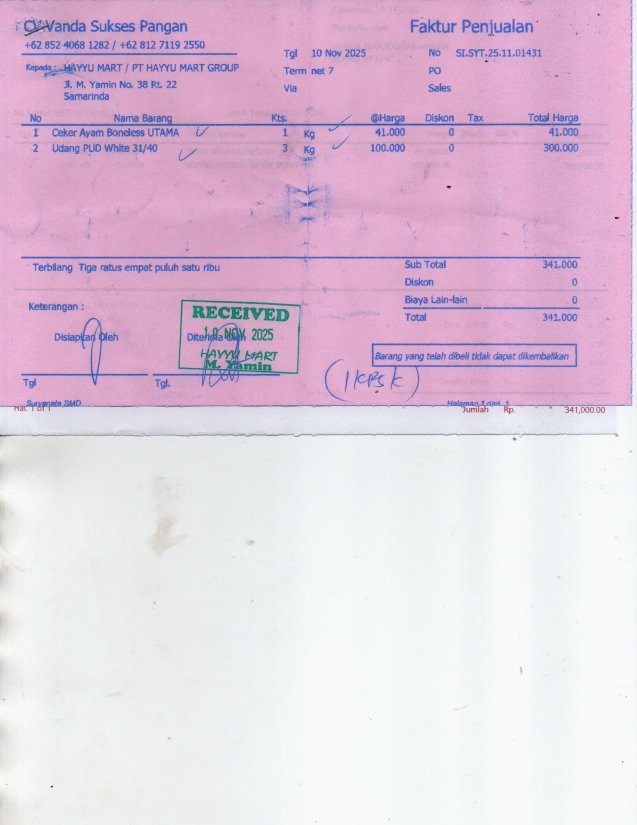 CV Vanda Sukses Pangan
Faktur Penjualan
+62 852 4068 1282 / +62 812 7119 2550
Tgl 10 Nov 2025 No SI.SYT.25.11.01431
Kepada : HAYYU MART / PT HAYYU MART GROUP
Term net 7 PO
Jl. M. Yamin No. 38 Rt. 22
Via Sales
Samarinda
No Nama Barang Kts. @Harga Diskon Tax Total Harga
1 Ceker Ayam Boneless UTAMA 1 Kg 41.000 0 41.000
2 Udang PUD White 31/40 3 Kg 100.000 0 300.000
Terbilang Tiga ratus empat puluh satu ribu
Sub Total 341.000
Diskon 0
Biaya Lain-lain 0
Total 341.000
Keterangan :
Disiapkan Oleh Diterima Oleh
RECEIVED
10 NOV 2025
HAYYU MART
M. Yamin
Barang yang telah dibeli tidak dapat dikembalikan
Tgl Tgl.
Suryanata SMD Halaman 1 dari 1
Hal. 1 of 1 Jumlah Rp. 341,000.00